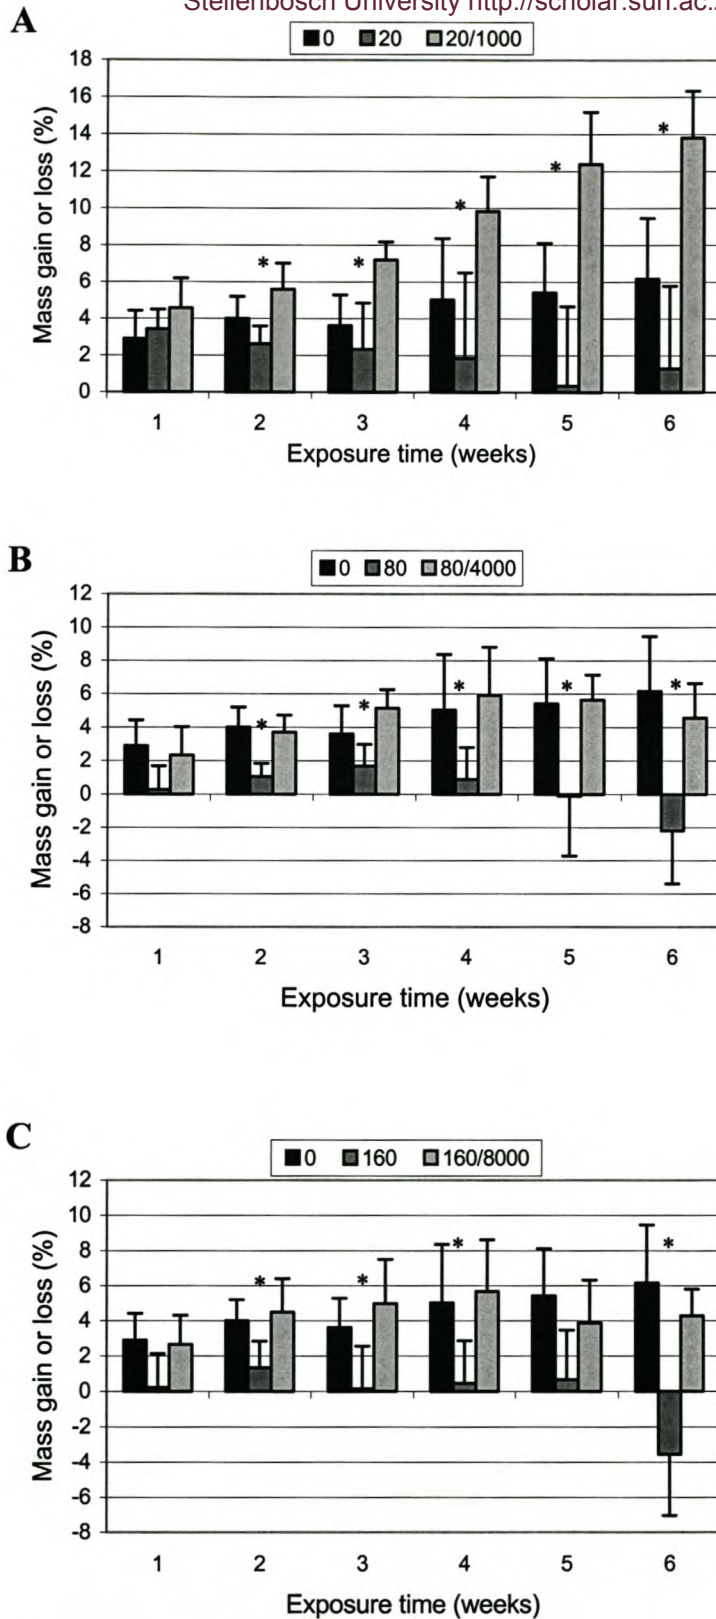 Stellenbosch University http://scholar.sun.ac.
A
0 20 20/1000
Mass gain or loss (%)
18
16
14
12
10
8
6
4
2
0
* * * * *
1 2 3 4 5 6
Exposure time (weeks)
B
0 80 80/4000
Mass gain or loss (%)
12
10
8
6
4
2
0
-2
-4
-6
-8
* * * * *
1 2 3 4 5 6
Exposure time (weeks)
C
0 160 160/8000
Mass gain or loss (%)
12
10
8
6
4
2
0
-2
-4
-6
-8
* * * *
1 2 3 4 5 6
Exposure time (weeks)